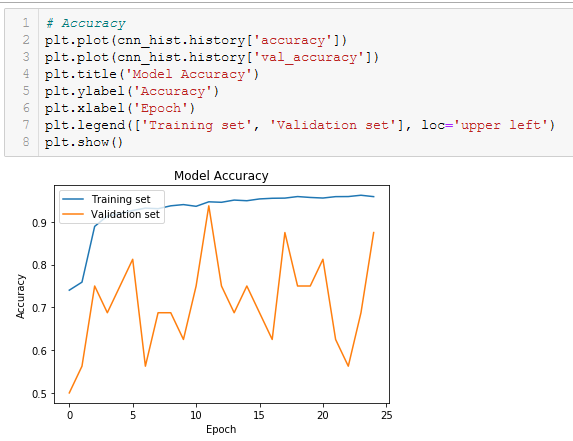 1 # Accuracy
2 plt.plot(cnn_hist.history['accuracy'])
3 plt.plot(cnn_hist.history['val_accuracy'])
4 plt.title('Model Accuracy')
5 plt.ylabel('Accuracy')
6 plt.xlabel('Epoch')
7 plt.legend(['Training set', 'Validation set'], loc='upper left')
8 plt.show()
Model Accuracy
Training set
Validation set
0.9
0.8
0.7
0.6
0.5
Accuracy
0 5 10 15 20 25
Epoch